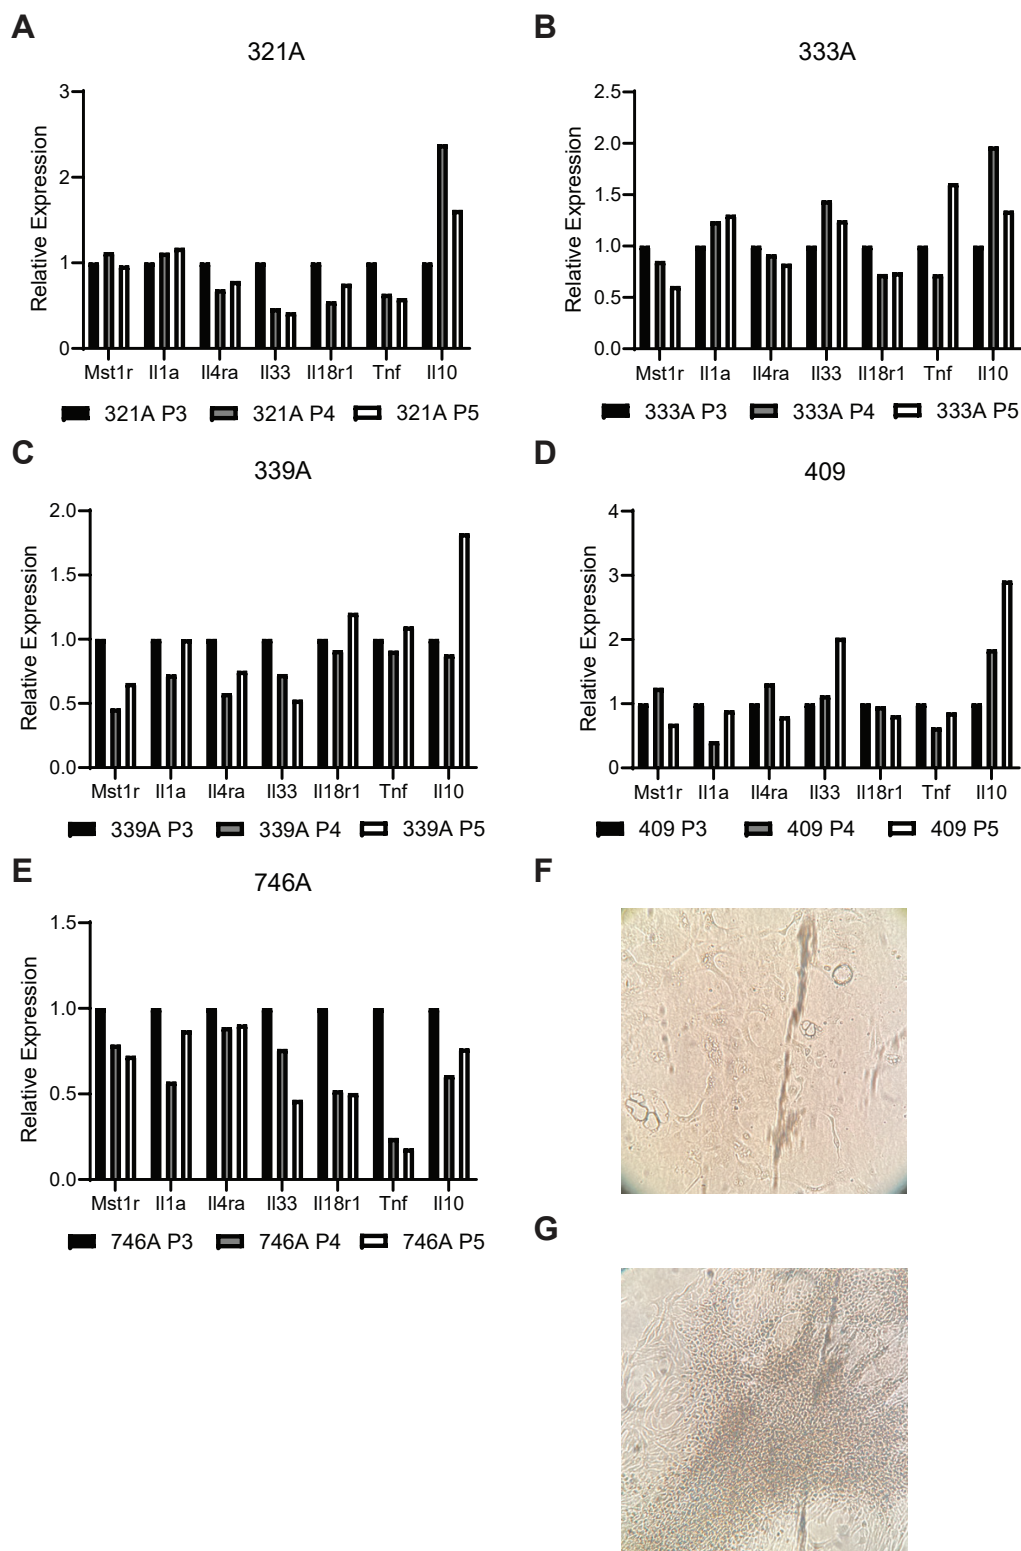 A
321A
3
2
1
0
Relative Expression
Mst1r Il1a Il4ra Il33 Il18r1 Tnf Il10
321A P3 321A P4 321A P5
B
333A
2.5
2.0
1.5
1.0
0.5
0.0
Relative Expression
Mst1r Il1a Il4ra Il33 Il18r1 Tnf Il10
333A P3 333A P4 333A P5
C
339A
2.0
1.5
1.0
0.5
0.0
Relative Expression
Mst1r Il1a Il4ra Il33 Il18r1 Tnf Il10
339A P3 339A P4 339A P5
D
409
4
3
2
1
0
Relative Expression
Mst1r Il1a Il4ra Il33 Il18r1 Tnf Il10
409 P3 409 P4 409 P5
E
746A
1.5
1.0
0.5
0.0
Relative Expression
Mst1r Il1a Il4ra Il33 Il18r1 Tnf Il10
746A P3 746A P4 746A P5
F
G